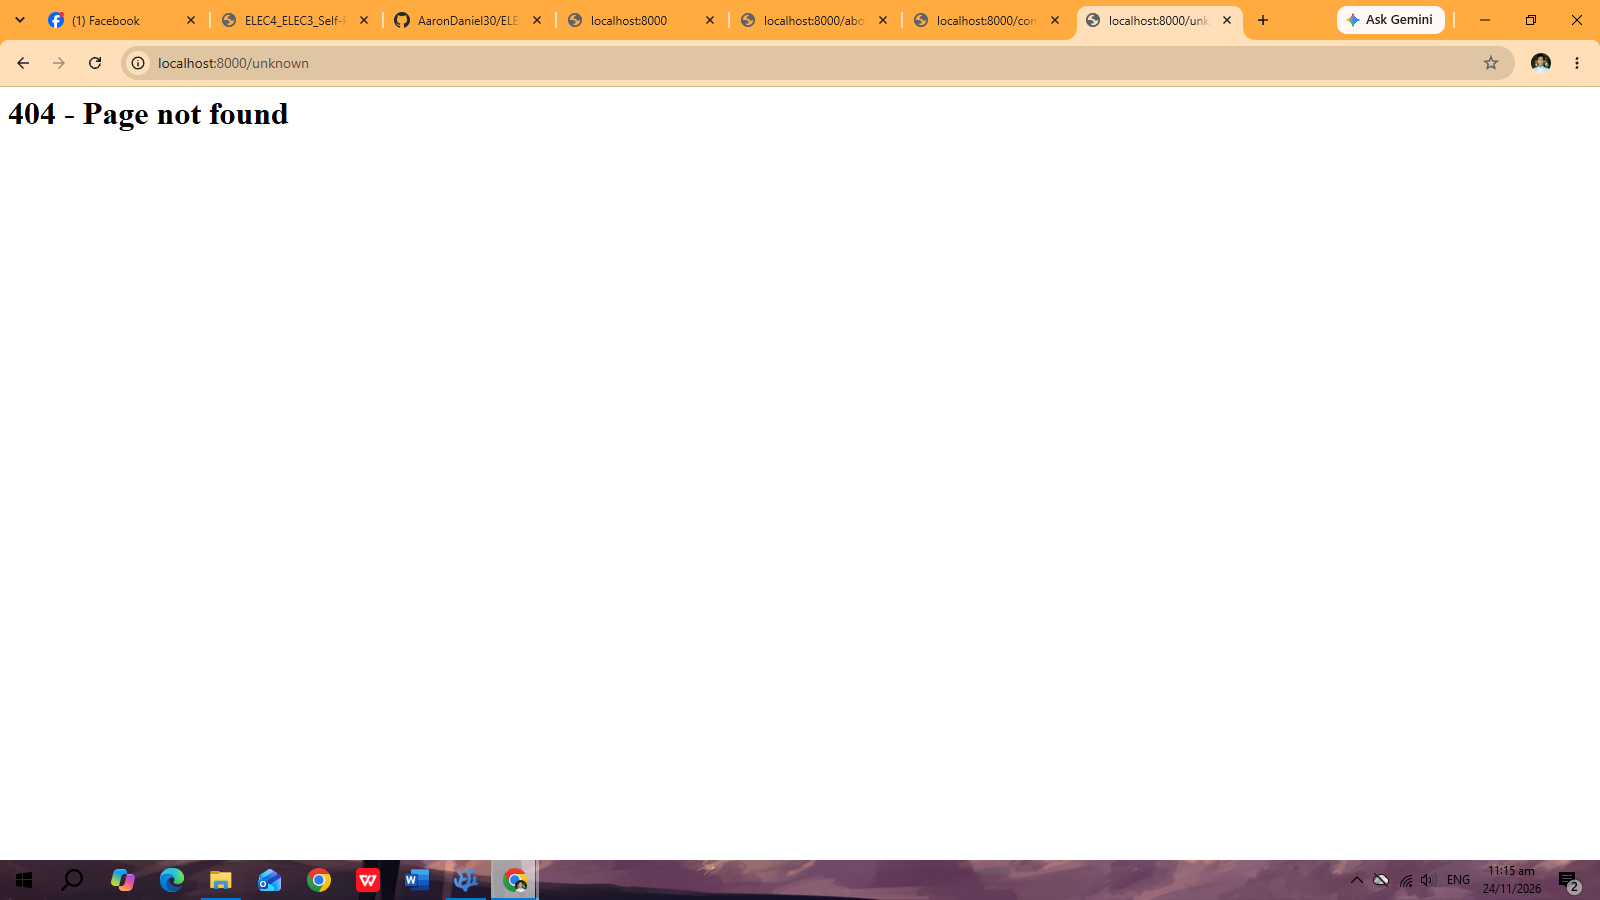 (1) Facebook
ELEC4_ELEC3_Self-
AaronDaniel30/ELE
localhost:8000
localhost:8000/abo
localhost:8000/con
localhost:8000/unk
Ask Gemini
localhost:8000/unknown
404 - Page not found
ENG
11:15 am
24/11/2026
2